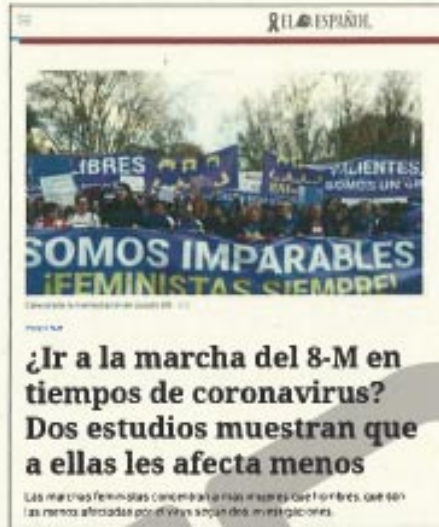 EL ESPAÑOL
LIBRES
VALIENTES
SOMOS UN
SOMOS IMPARABLES
¡FEMINISTAS SIEMPRE!
¿Ir a la marcha del 8-M en
tiempos de coronavirus?
Dos estudios muestran que
a ellas les afecta menos
Las marchas feministas concentran a más mujeres que hombres, que son
las menos afectadas por el virus según dos investigaciones.